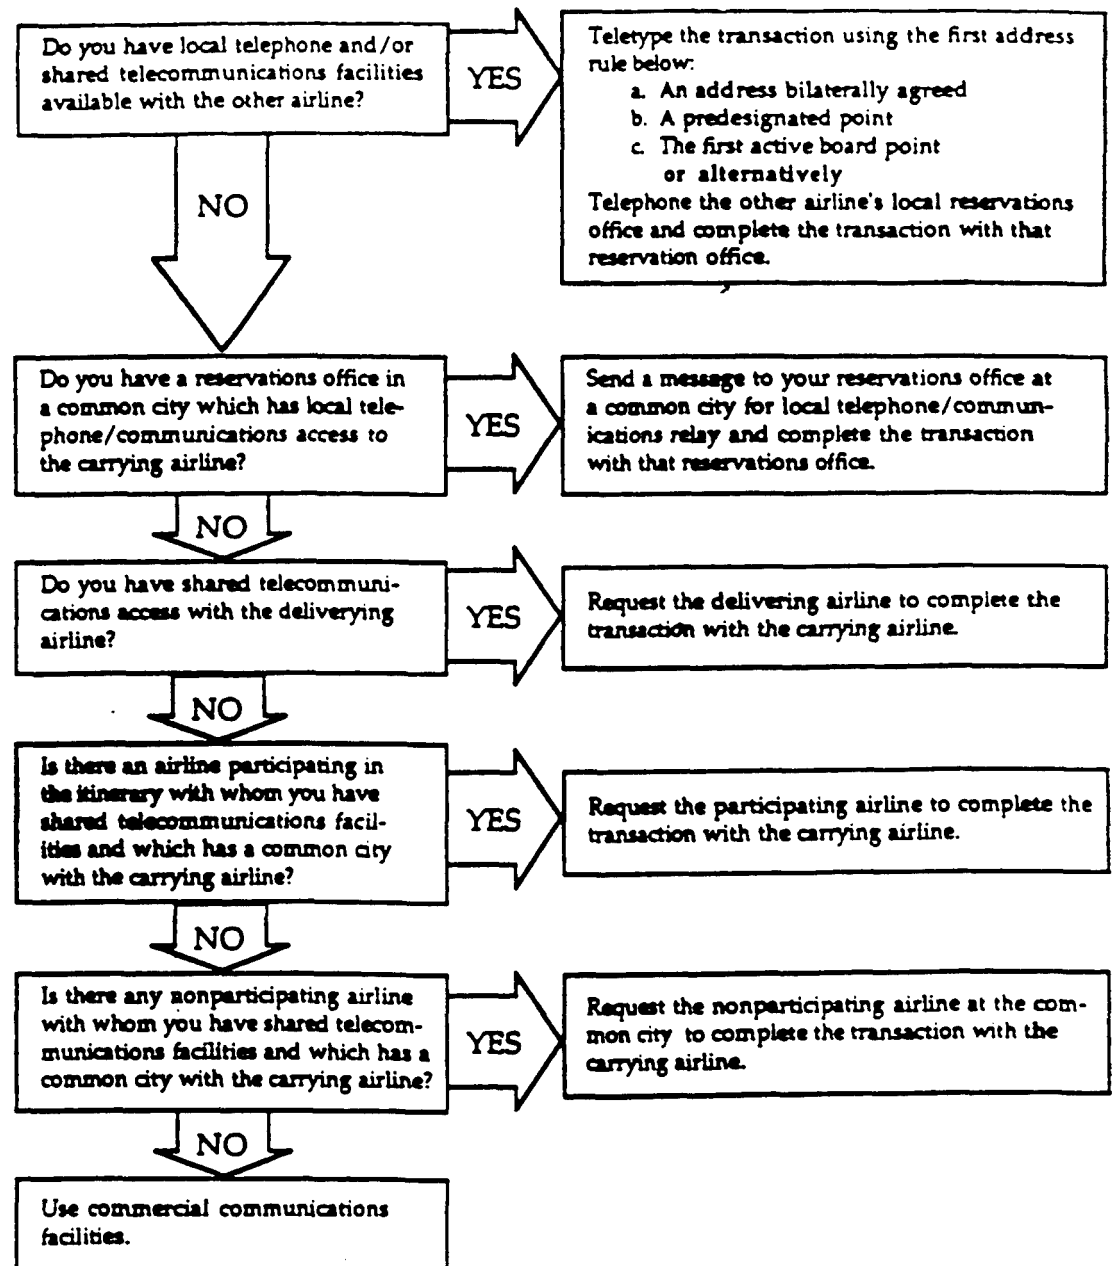 Do you have local telephone and/or
shared telecommunications facilities
available with the other airline?
YES
Teletype the transaction using the first address
rule below:
a. An address bilaterally agreed
b. A predesignated point
c. The first active board point
or alternatively
Telephone the other airline's local reservations
office and complete the transaction with that
reservation office.
NO
Do you have a reservations office in
a common city which has local tele-
phone/communications access to
the carrying airline?
YES
Send a message to your reservations office at
a common city for local telephone/commun-
ications relay and complete the transaction
with that reservations office.
NO
Do you have shared telecommuni-
cations access with the deliverying
airline?
YES
Request the delivering airline to complete the
transaction with the carrying airline.
NO
Is there an airline participating in
the itinerary with whom you have
shared telecommunications facil-
ities and which has a common city
with the carrying airline?
YES
Request the participating airline to complete the
transaction with the carrying airline.
NO
Is there any nonparticipating airline
with whom you have shared telecom-
munications facilities and which has a
common city with the carrying airline?
YES
Request the nonparticipating airline at the com-
mon city to complete the transaction with the
carrying airline.
NO
Use commercial communications
facilities.